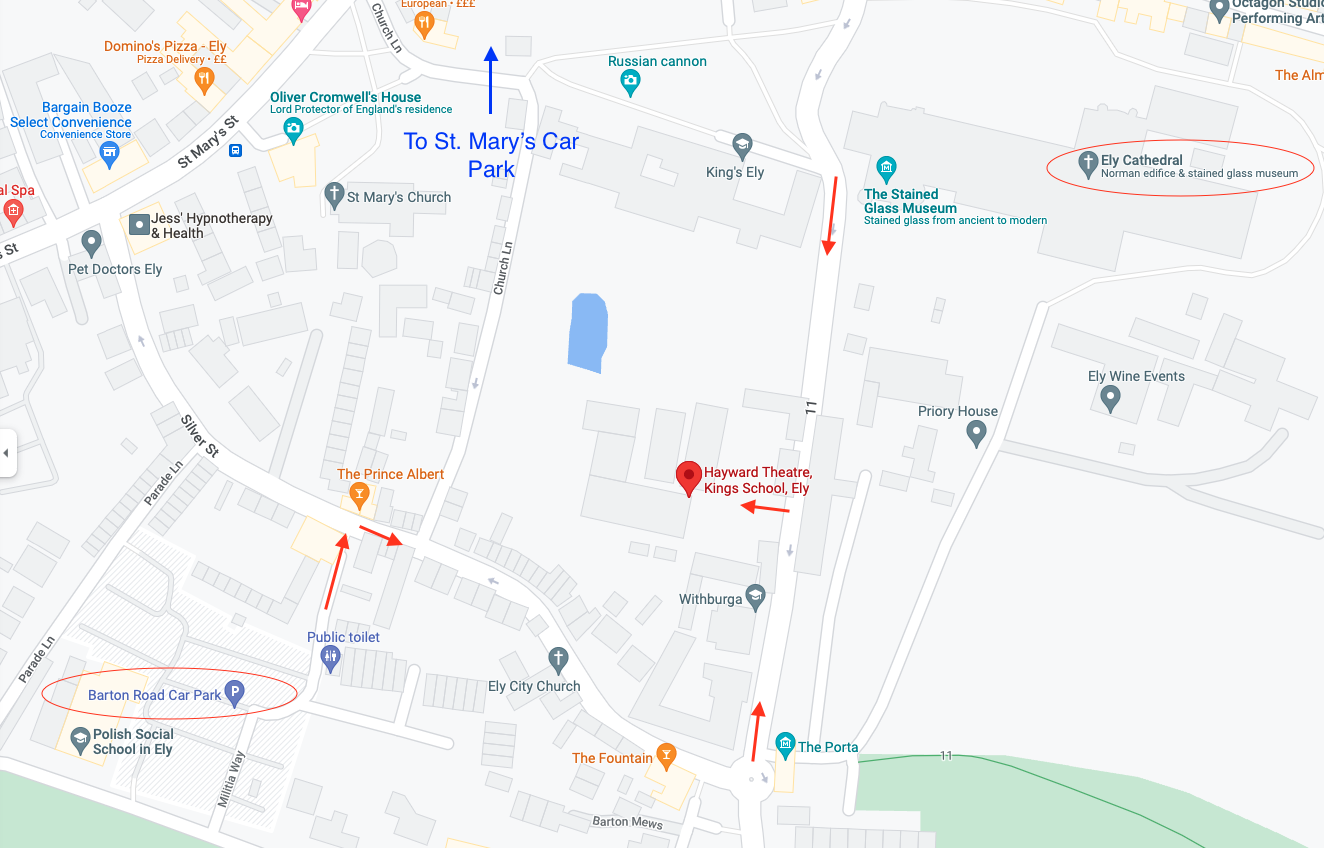 European • £££
Octagon Studio
Performing Art
Church Ln
Domino's Pizza - Ely
Pizza Delivery • ££
Russian cannon
The Alm
Oliver Cromwell's House
Lord Protector of England's residence
Bargain Booze
Select Convenience
Convenience Store
St Mary's St
To St. Mary's Car
Park
King's Ely
Ely Cathedral
Norman edifice & stained glass museum
The Stained
Glass Museum
Stained glass from ancient to modern
al Spa
St Mary's Church
Jess' Hypnotherapy
& Health
s St
Pet Doctors Ely
Church Ln
Ely Wine Events
11
Priory House
Silver St
Parade Ln
The Prince Albert
Hayward Theatre,
Kings School, Ely
Withburga
Public toilet
Parade Ln
Ely City Church
Barton Road Car Park
P
Polish Social
School in Ely
The Porta
The Fountain
11
Militia Way
Barton Mews